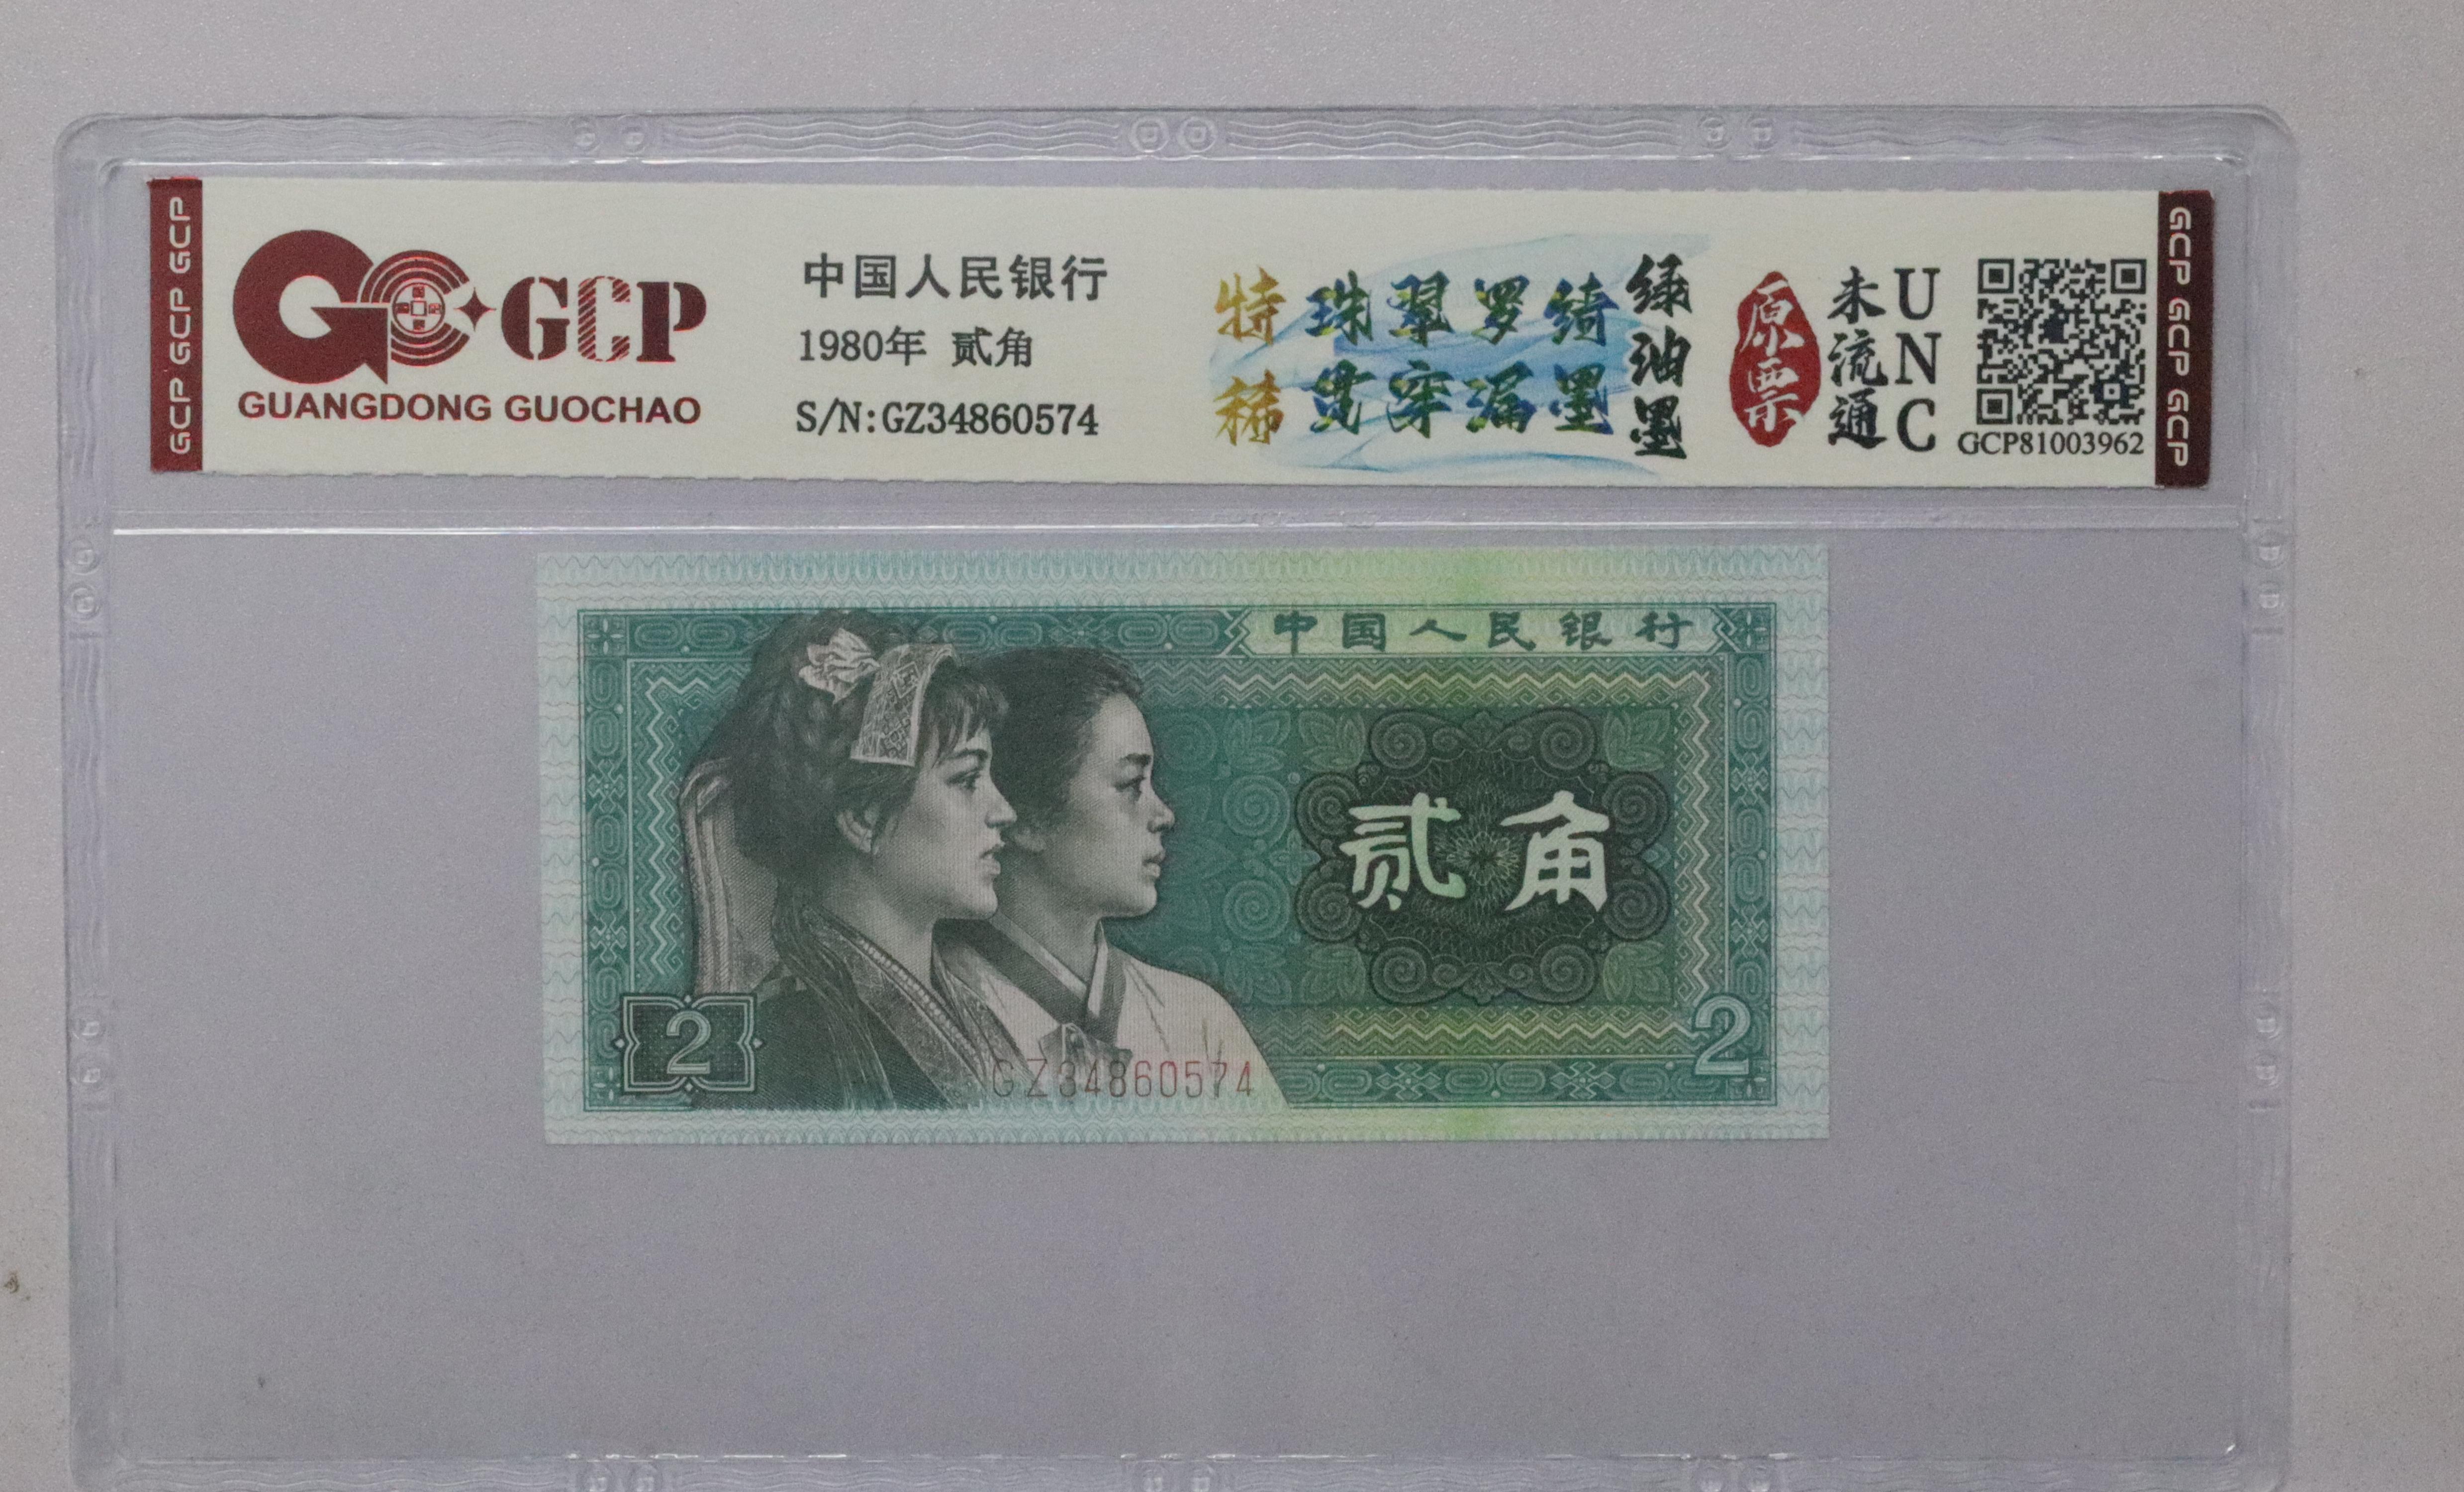 GCP GCP GCP
GCP
GUANGDONG GUOCHAO
中国人民银行
1980年 贰角
S/N:GZ34860574
特稀
珠翠罗绮
贯穿漏墨
绿油墨
原票
未流通
UNC
GCP81003962
GCP GCP GCP
中国人民银行
贰角
2
2
GZ34860574